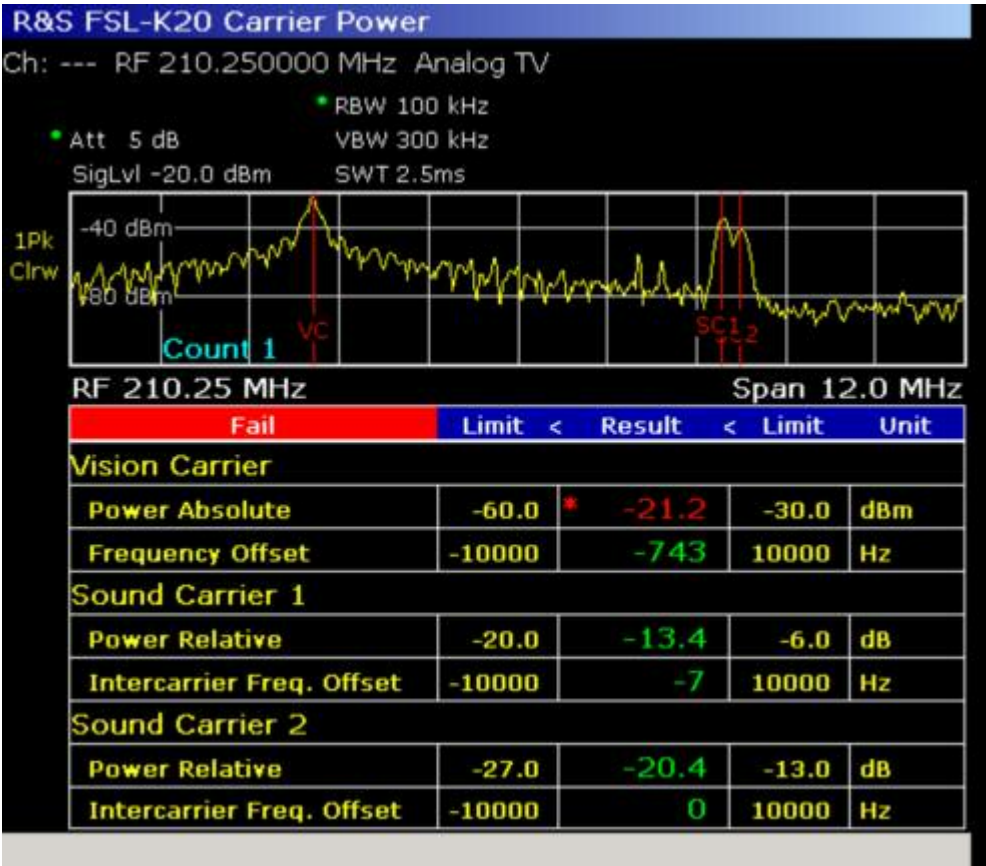 R&S FSL-K20 Carrier Power
Ch: --- RF 210.250000 MHz Analog TV
RBW 100 kHz
Att 5 dB VBW 300 kHz
SigLvl -20.0 dBm SWT 2.5ms
-40 dBm
1Pk
Clrw
-80 dBm
VC SC1 2
Count 1
RF 210.25 MHz Span 12.0 MHz
Fail Limit < Result < Limit Unit
Vision Carrier
Power Absolute -60.0 * -21.2 -30.0 dBm
Frequency Offset -10000 -743 10000 Hz
Sound Carrier 1
Power Relative -20.0 -13.4 -6.0 dB
Intercarrier Freq. Offset -10000 -7 10000 Hz
Sound Carrier 2
Power Relative -27.0 -20.4 -13.0 dB
Intercarrier Freq. Offset -10000 0 10000 Hz